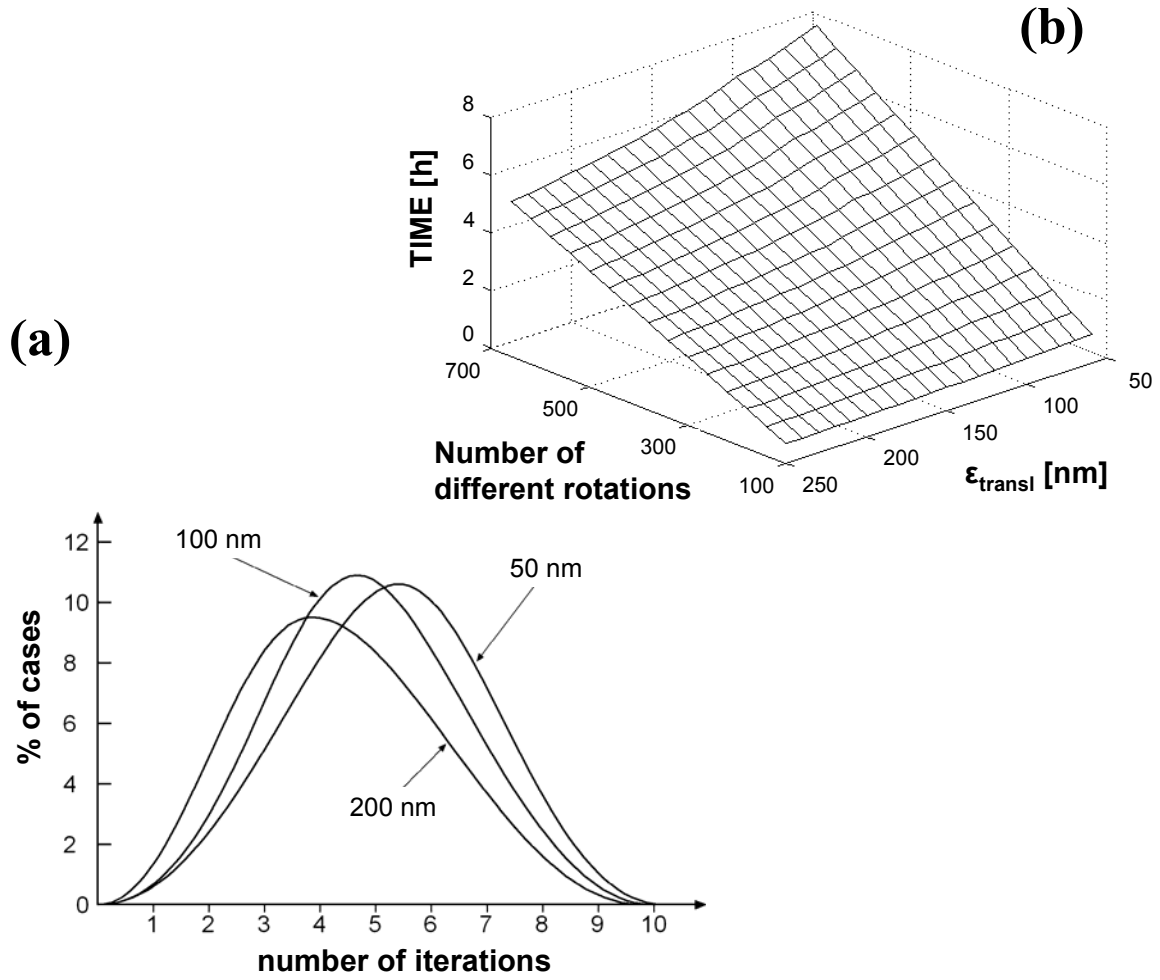 (b)
8
6
4
2
0
TIME [h]
700
500
300
100
Number of
different rotations
250
200
150
100
50
εtransl [nm]
(a)
12
10
8
6
4
2
0
% of cases
100 nm
50 nm
200 nm
1 2 3 4 5 6 7 8 9 10
number of iterations